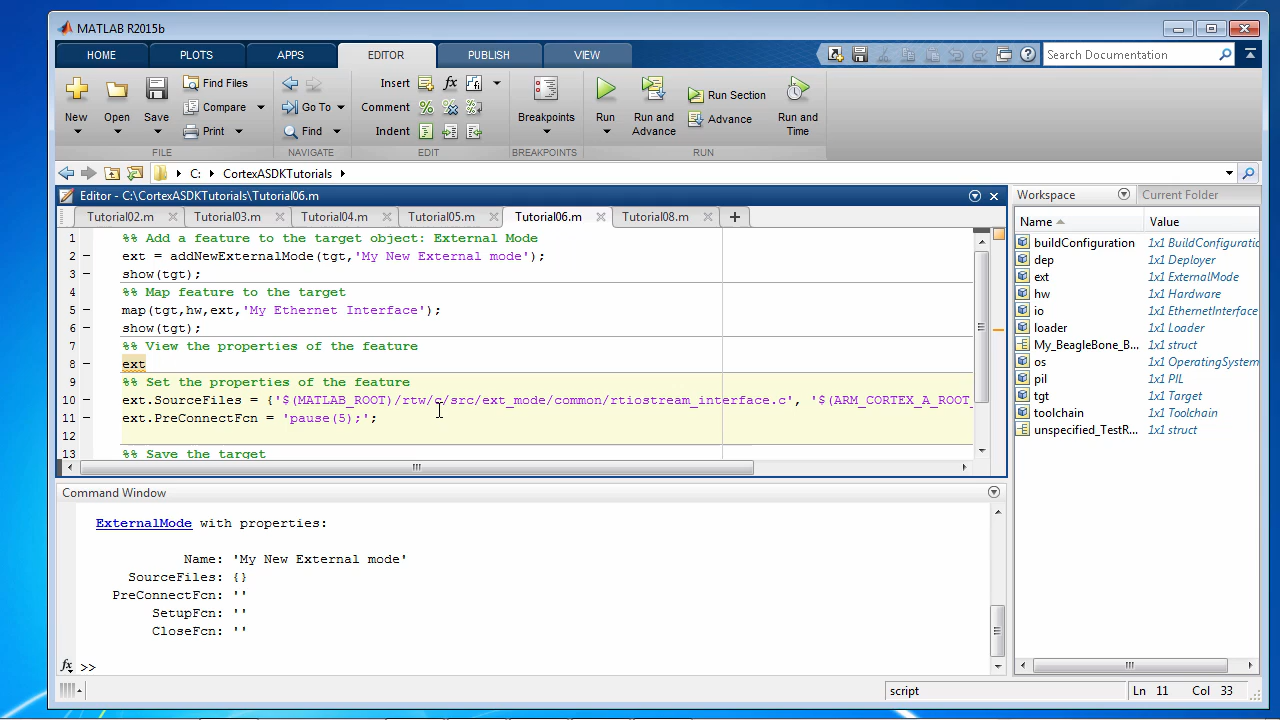 MATLAB R2015b
HOME PLOTS APPS EDITOR PUBLISH VIEW Search Documentation
New Open Save Find Files Compare Print
Go To Find
Insert fx
Comment
Indent
Breakpoints
Run Run and Advance Run Section Advance Run and Time
FILE NAVIGATE EDIT BREAKPOINTS RUN
C: CortexASDKTutorials
Editor - C:\CortexASDKTutorials\Tutorial06.m
Tutorial02.m Tutorial03.m Tutorial04.m Tutorial05.m Tutorial06.m Tutorial08.m
1 %% Add a feature to the target object: External Mode
2 ext = addNewExternalMode(tgt,'My New External mode');
3 show(tgt);
4 %% Map feature to the target
5 map(tgt,hw,ext,'My Ethernet Interface');
6 show(tgt);
7 %% View the properties of the feature
8 ext
9 %% Set the properties of the feature
10 ext.SourceFiles = {'$(MATLAB_ROOT)/rtw/c/src/ext_mode/common/rtiostream_interface.c', '$(ARM_CORTEX_A_ROOT_
11 ext.PreConnectFcn = 'pause(5);';
12
13 %% Save the target
Command Window
ExternalMode with properties:
Name: 'My New External mode'
SourceFiles: {}
PreConnectFcn: ''
SetupFcn: ''
CloseFcn: ''
fx >>
Workspace Current Folder
Name Value
buildConfiguration 1x1 BuildConfiguratic
dep 1x1 Deployer
ext 1x1 ExternalMode
hw 1x1 Hardware
io 1x1 EthernetInterface
loader 1x1 Loader
My_BeagleBone_B... 1x1 struct
os 1x1 OperatingSystem
pil 1x1 PIL
tgt 1x1 Target
toolchain 1x1 Toolchain
unspecified_TestR... 1x1 struct
script Ln 11 Col 33